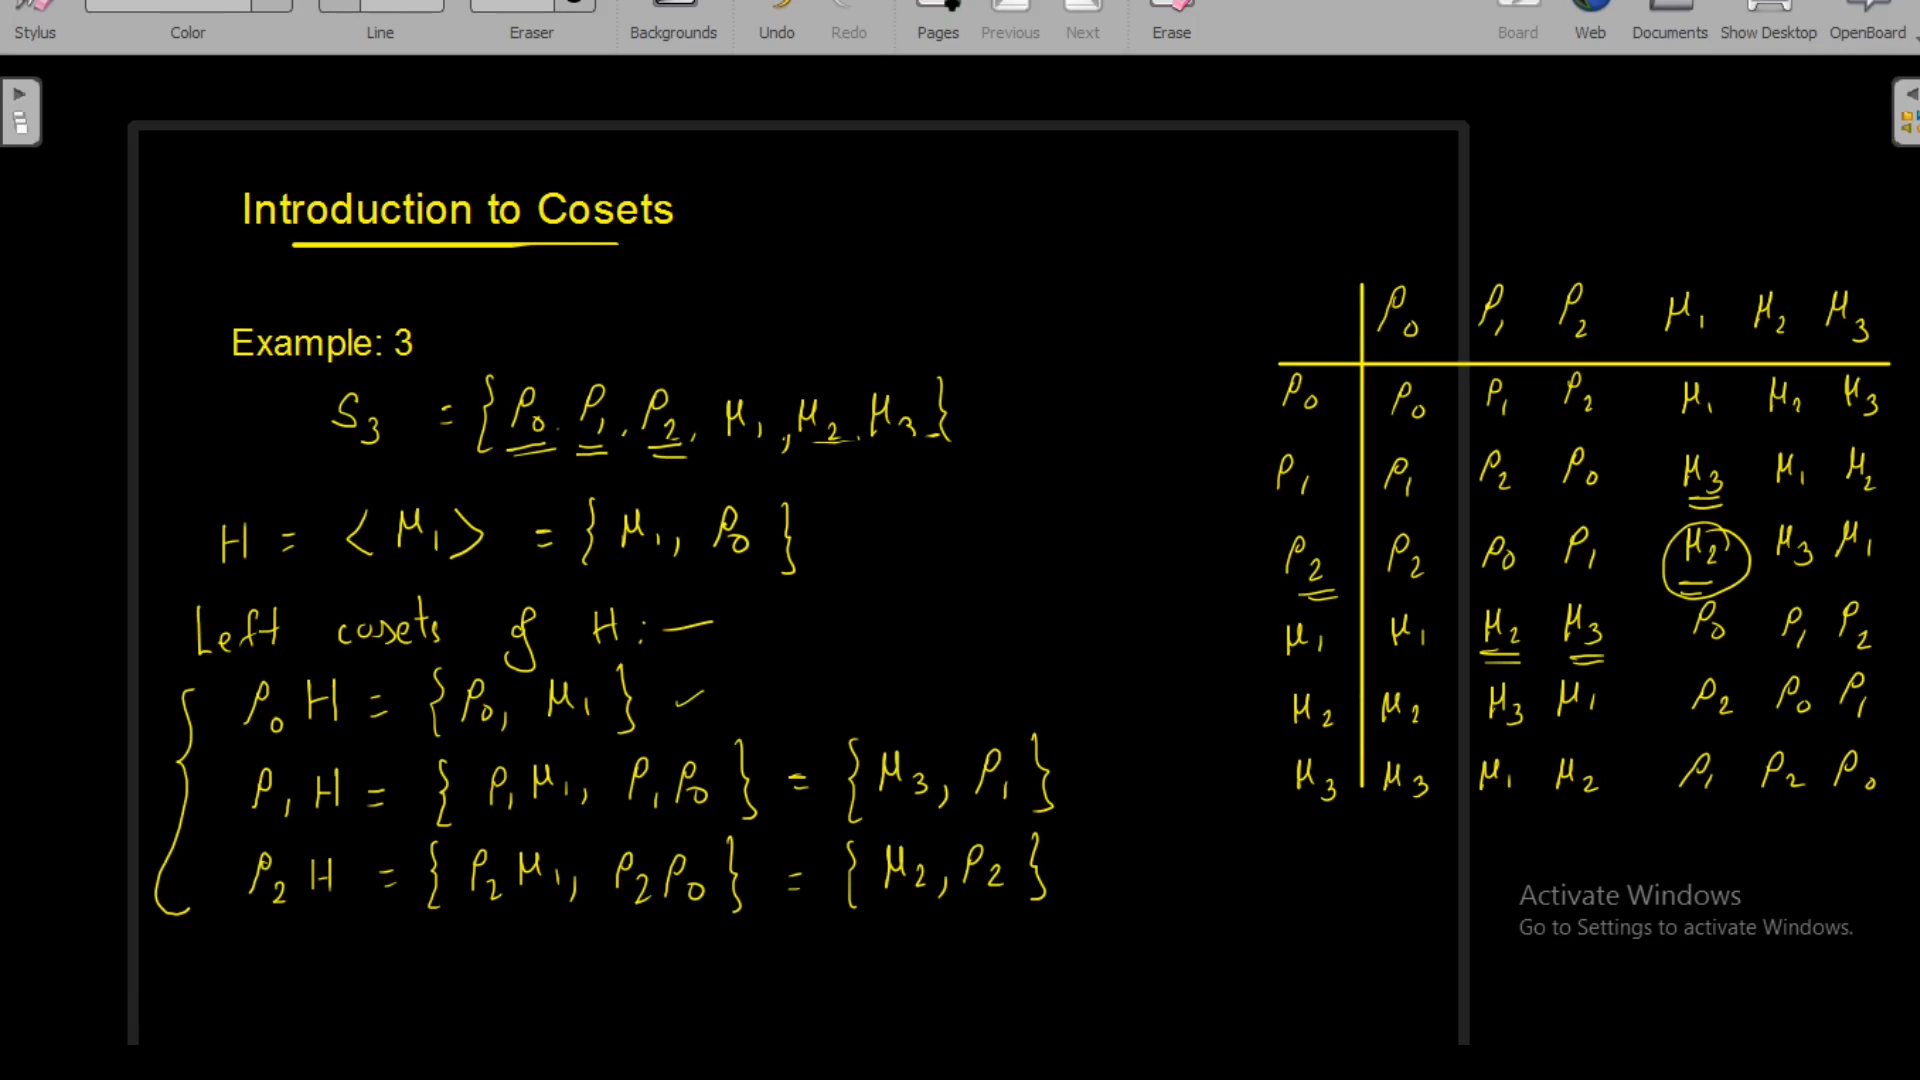 Stylus Color Line Eraser Backgrounds Undo Redo Pages Previous Next Erase Board Web Documents Show Desktop OpenBoard
Introduction to Cosets
Example: 3
S₃ = {ρ₀, ρ₁, ρ₂, μ₁, μ₂, μ₃}
H = <μ₁> = {μ₁, ρ₀}
Left cosets of H: —
ρ₀H = {ρ₀, μ₁} ✓
ρ₁H = {ρ₁μ₁, ρ₁ρ₀} = {μ₃, ρ₁}
ρ₂H = {ρ₂μ₁, ρ₂ρ₀} = {μ₂, ρ₂}
ρ₀ ρ₁ ρ₂ μ₁ μ₂ μ₃
ρ₀ ρ₀ ρ₁ ρ₂ μ₁ μ₂ μ₃
ρ₁ ρ₁ ρ₂ ρ₀ μ₃ μ₁ μ₂
ρ₂ ρ₂ ρ₀ ρ₁ μ₂ μ₃ μ₁
μ₁ μ₁ μ₂ μ₃ ρ₀ ρ₁ ρ₂
μ₂ μ₂ μ₃ μ₁ ρ₂ ρ₀ ρ₁
μ₃ μ₃ μ₁ μ₂ ρ₁ ρ₂ ρ₀
Activate Windows
Go to Settings to activate Windows.